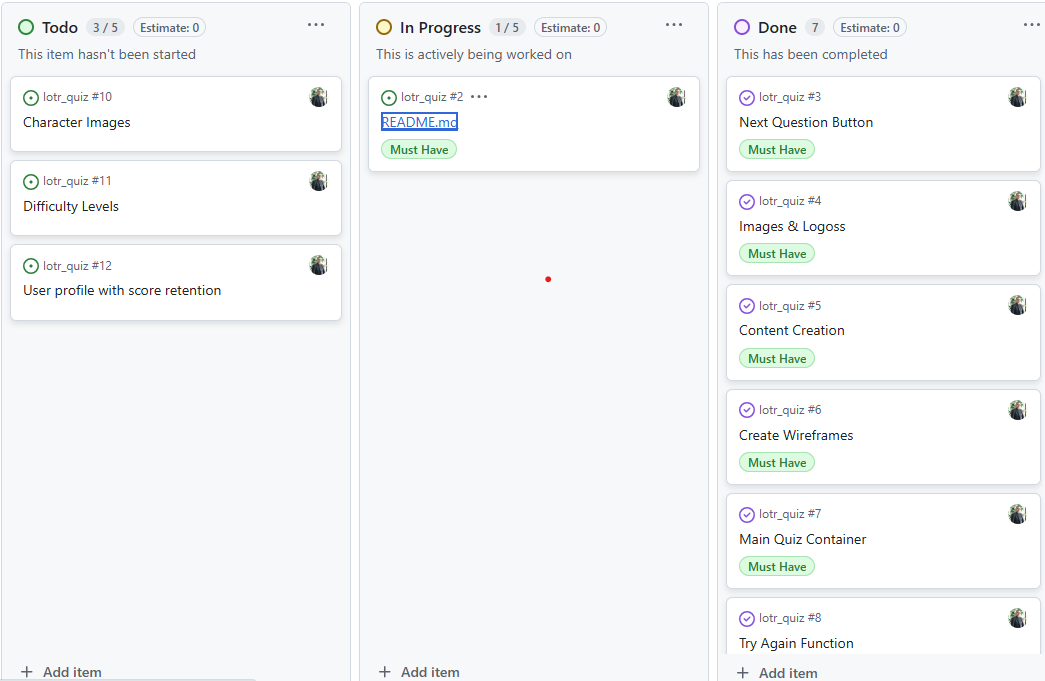 Todo 3 / 5 Estimate: 0
This item hasn't been started
lotr_quiz #10
Character Images
lotr_quiz #11
Difficulty Levels
lotr_quiz #12
User profile with score retention
Add item
In Progress 1 / 5 Estimate: 0
This is actively being worked on
lotr_quiz #2
README.md
Must Have
Add item
Done 7 Estimate: 0
This has been completed
lotr_quiz #3
Next Question Button
Must Have
lotr_quiz #4
Images & Logoss
Must Have
lotr_quiz #5
Content Creation
Must Have
lotr_quiz #6
Create Wireframes
Must Have
lotr_quiz #7
Main Quiz Container
Must Have
lotr_quiz #8
Try Again Function
Add item